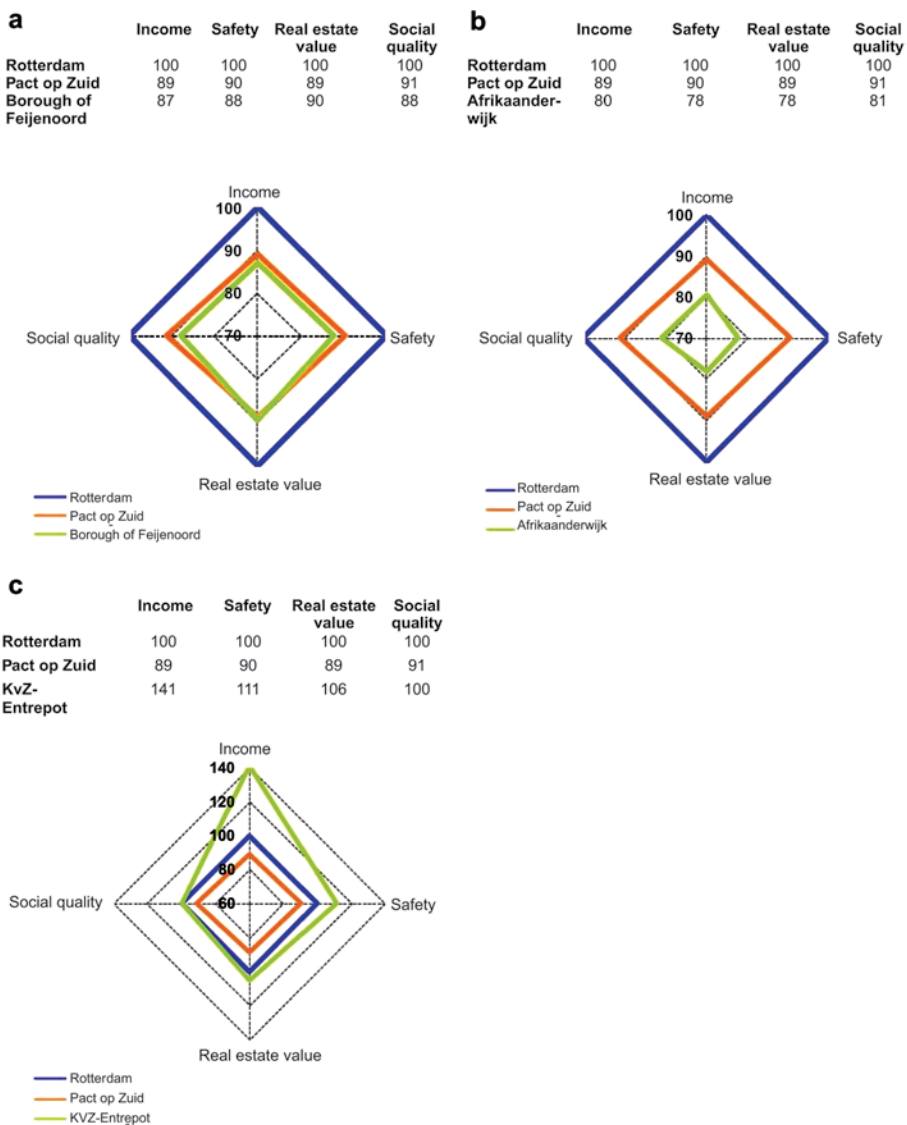 a
Income Safety Real estate value Social quality
Rotterdam 100 100 100 100
Pact op Zuid 89 90 89 91
Borough of Feijenoord 87 88 90 88
Income
100
90
80
70
Social quality
Safety
Real estate value
Rotterdam
Pact op Zuid
Borough of Feijenoord
b
Income Safety Real estate value Social quality
Rotterdam 100 100 100 100
Pact op Zuid 89 90 89 91
Afrikaander-wijk 80 78 78 81
Income
100
90
80
70
Social quality
Safety
Real estate value
Rotterdam
Pact op Zuid
Afrikaanderwijk
c
Income Safety Real estate value Social quality
Rotterdam 100 100 100 100
Pact op Zuid 89 90 89 91
KvZ-Entrepot 141 111 106 100
Income
140
120
100
80
60
Social quality
Safety
Real estate value
Rotterdam
Pact op Zuid
KVZ-Entrepot